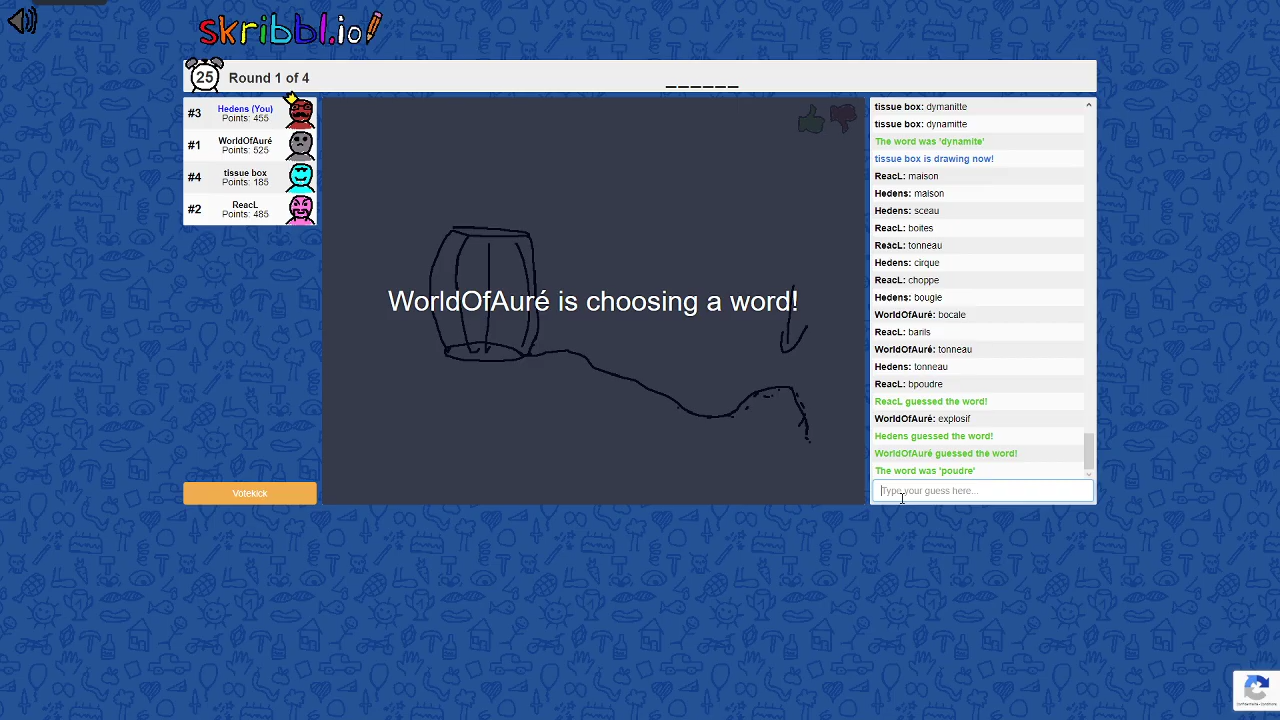 skribbl.io
25
Round 1 of 4
______
#3
Hedens (You)
Points: 455
#1
WorldOfAuré
Points: 525
#4
tissue box
Points: 185
#2
ReacL
Points: 485
Votekick
WorldOfAuré is choosing a word!
tissue box: dymanitte
tissue box: dynamitte
The word was 'dynamite'
tissue box is drawing now!
ReacL: maison
Hedens: maison
Hedens: sceau
ReacL: boites
ReacL: tonneau
Hedens: cirque
ReacL: choppe
Hedens: bougie
WorldOfAuré: bocale
ReacL: barils
WorldOfAuré: tonneau
Hedens: tonneau
ReacL: bpoudre
ReacL guessed the word!
WorldOfAuré: explosif
Hedens guessed the word!
WorldOfAuré guessed the word!
The word was 'poudre'
Type your guess here...